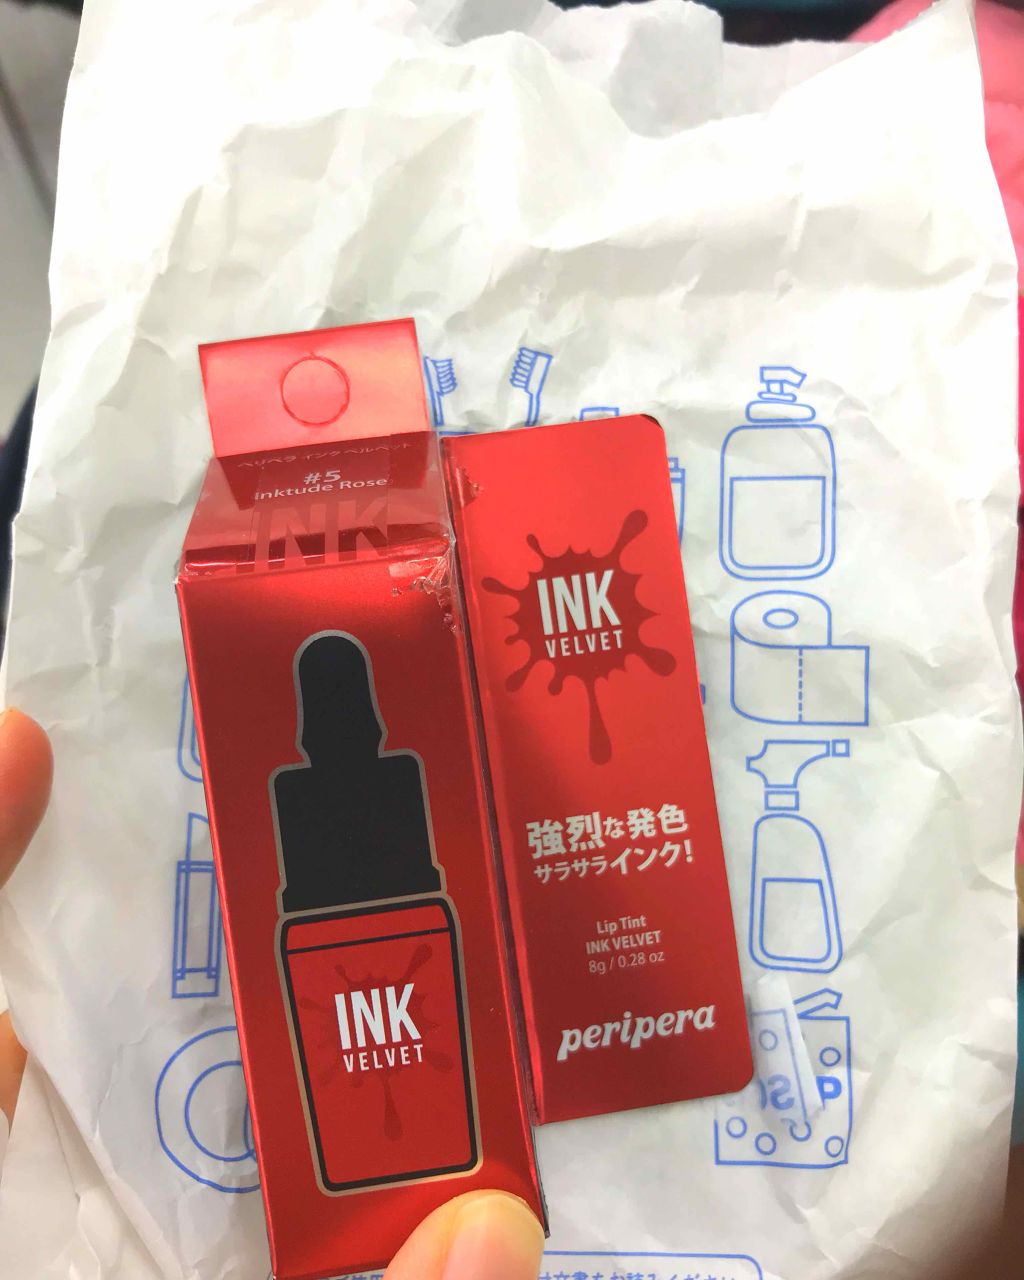 ペリペラ インク ベルベット
#5
Inktude Rose
INK
INK
VELVET
INK
VELVET
強烈な発色
サラサラインク!
Lip Tint
INK VELVET
8g / 0.28 oz
peripera